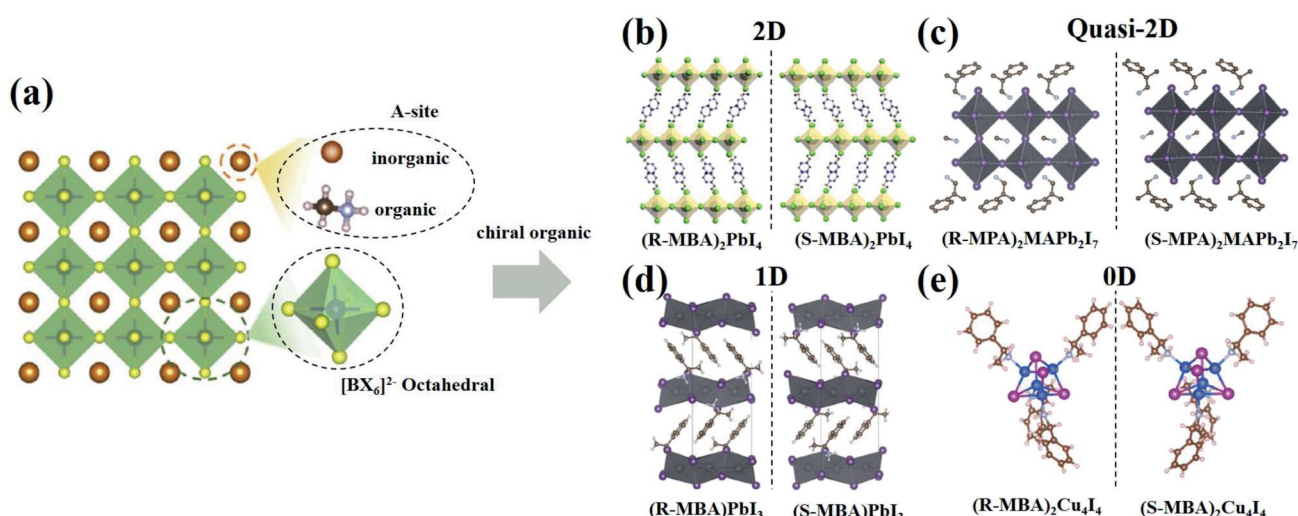 (a)
A-site
inorganic
organic
[BX₆]²⁻ Octahedral
chiral organic
(b)
2D
(R-MBA)₂PbI₄
(S-MBA)₂PbI₄
(c)
Quasi-2D
(R-MPA)₂MAPb₂I₇
(S-MPA)₂MAPb₂I₇
(d)
1D
(R-MBA)PbI₃
(S-MBA)PbI₃
(e)
0D
(R-MBA)₂Cu₄I₄
(S-MBA)₂Cu₄I₄